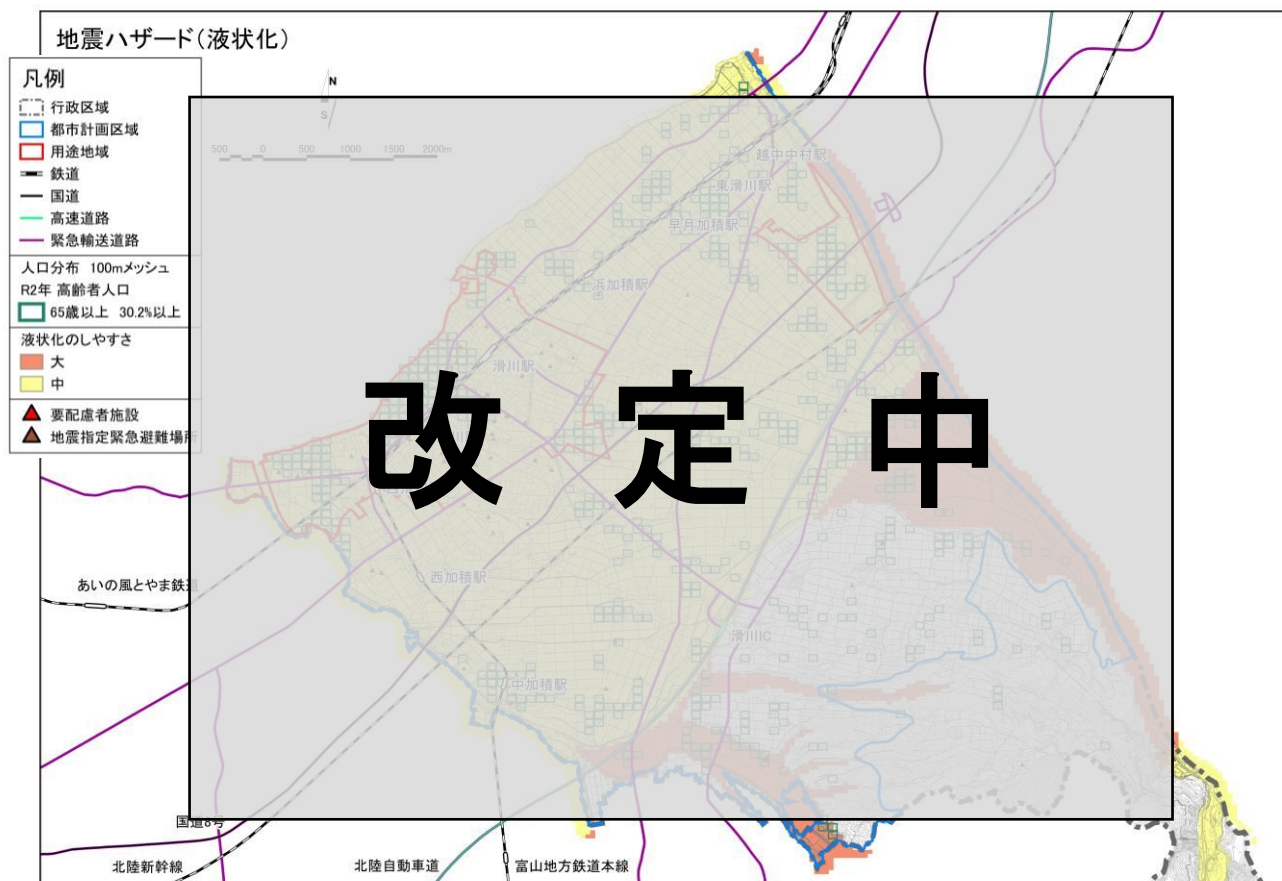 地震ハザード(液状化)
凡例
行政区域
都市計画区域
用途地域
鉄道
国道
高速道路
緊急輸送道路
人口分布 100mメッシュ
R2年 高齢者人口
65歳以上 30.2%以上
液状化のしやすさ
大
中
要配慮者施設
地震指定緊急避難場所
N
S
500 0 500 1000 1500 2000m
越中中村駅
東滑川駅
早月加積駅
浜加積駅
滑川駅
改定中
西加積駅
あいの風とやま鉄道
滑川IC
中加積駅
国道8号
北陸新幹線
北陸自動車道
富山地方鉄道本線